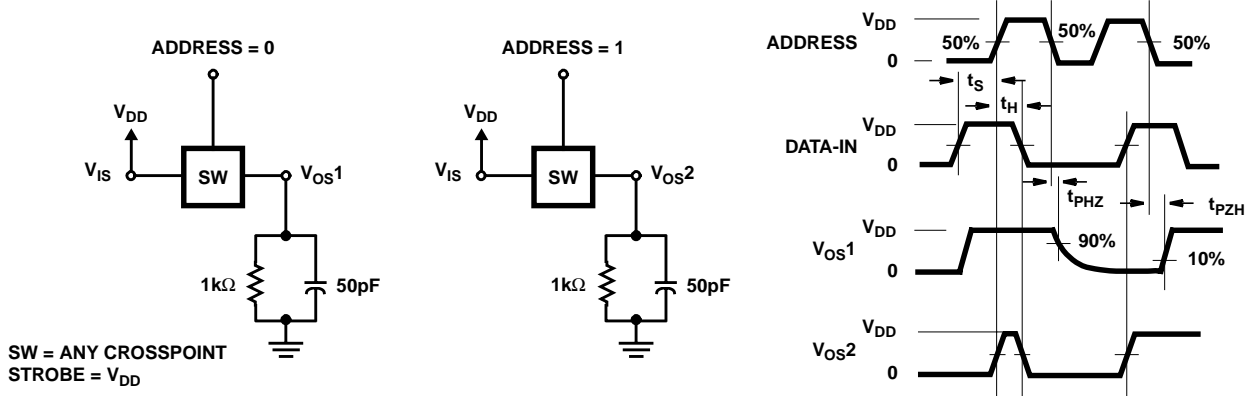 ADDRESS = 0
V_DD
V_IS
SW
V_OS1
1kΩ
50pF
ADDRESS = 1
V_DD
V_IS
SW
V_OS2
1kΩ
50pF
SW = ANY CROSSPOINT
STROBE = V_DD
V_DD
ADDRESS
50%
50%
50%
0
t_S
t_H
V_DD
DATA-IN
0
t_PHZ
t_PZH
V_DD
V_OS1
90%
10%
0
V_DD
V_OS2
0